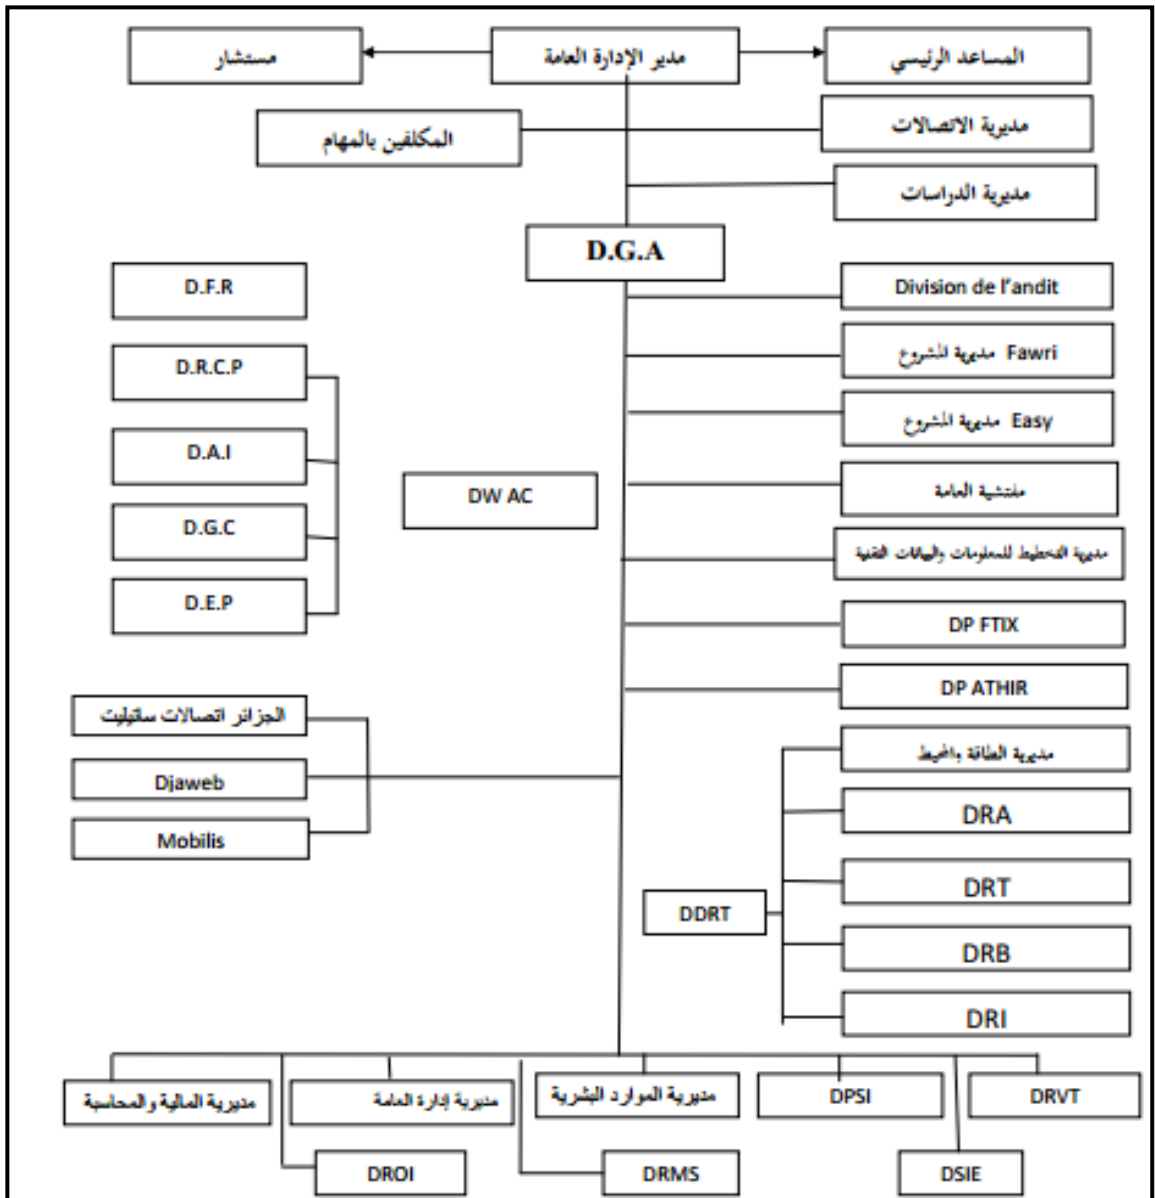 المساعد الرئيسي
مدير الإدارة العامة
مستشار
مديرية الاتصالات
المكلفين بالمهام
مديرية الدراسات
D.G.A
D.F.R
Division de l'andit
D.R.C.P
مديرية المشروع Fawri
D.A.I
مديرية المشروع Easy
DW AC
مفتشية العامة
D.G.C
مديرية التخطيط للمعلومات والبيانات التقنية
D.E.P
DP FTIX
DP ATHIR
الجزائر اتصالات ساتيليت
مديرية الطاقة والمحيط
Djaweb
DRA
Mobilis
DRT
DDRT
DRB
DRI
مديرية المالية والمحاسبة
مديرية إدارة العامة
مديرية الموارد البشرية
DPSI
DRVT
DROI
DRMS
DSIE